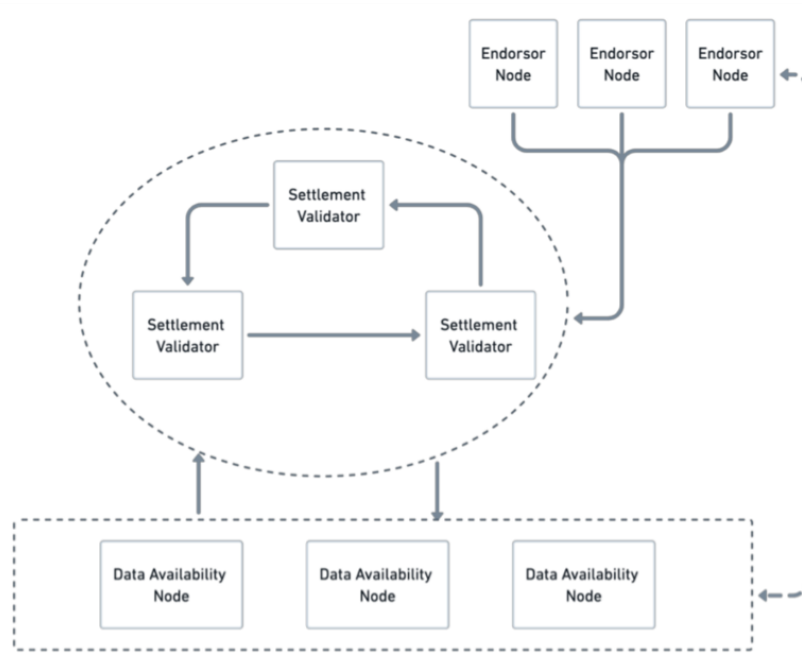 Endorsor
Node
Endorsor
Node
Endorsor
Node
Settlement
Validator
Settlement
Validator
Settlement
Validator
Data Availability
Node
Data Availability
Node
Data Availability
Node